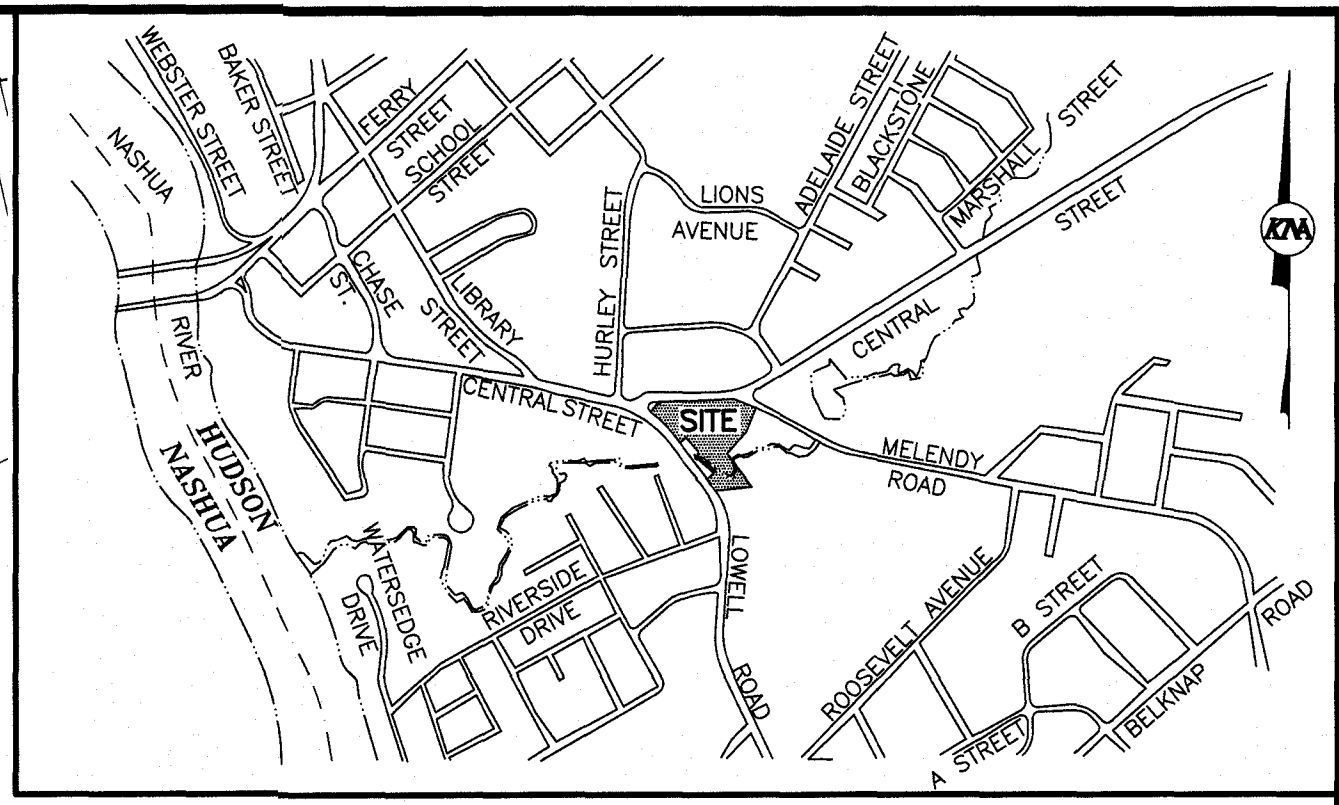 WEBSTER STREET
BAKER STREET
FERRY
STREET
SCHOOL
STREET
NASHUA
RIVER
CHASE
ST.
LIBRARY
STREET
HURLEY STREET
LIONS
AVENUE
ADELAIDE STREET
BLACKSTONE
MARSHALL
STREET
CENTRAL
STREET
KNA
CENTRAL STREET
SITE
MELENDY
ROAD
HUDSON
NASHUA
WATERSEDGE
DRIVE
RIVERSIDE
DRIVE
LOWELL
ROAD
ROOSEVELT AVENUE
B STREET
A STREET
BELKNAP
ROAD